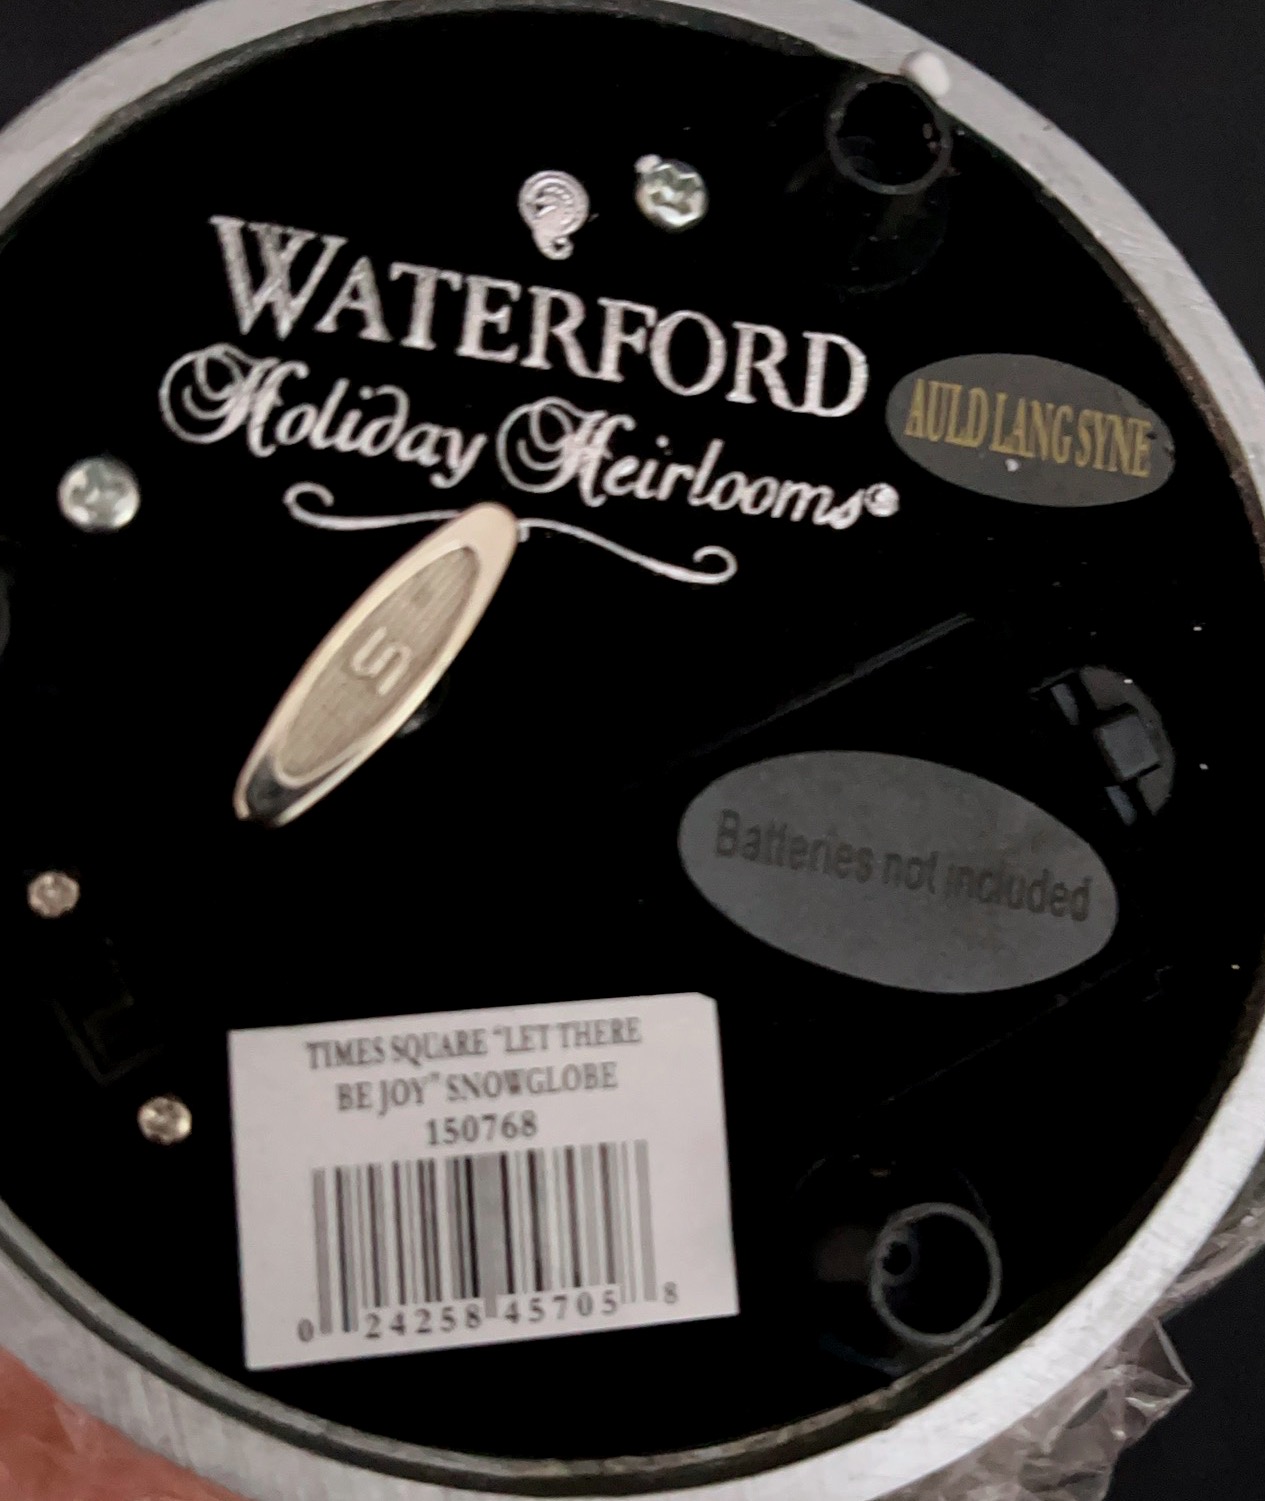 WATERFORD
Holiday Heirlooms®
AULD LANG SYNE
S
Batteries not included
TIMES SQUARE “LET THERE
BE JOY” SNOWGLOBE
150768
0 24258 45705 8